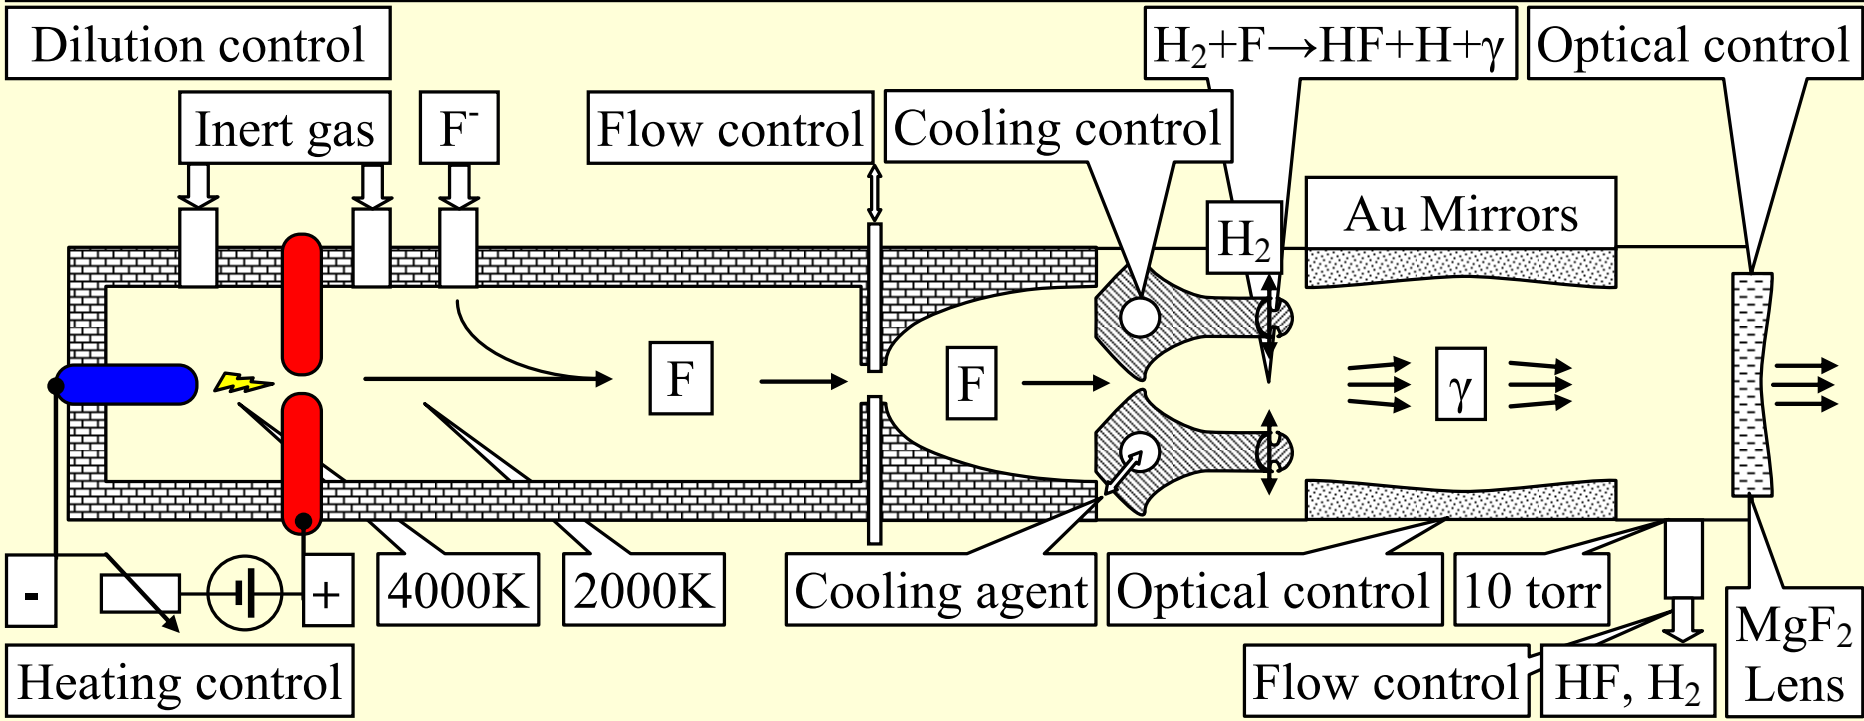 Dilution control
H₂+F→HF+H+γ
Optical control
Inert gas
F⁻
Flow control
Cooling control
H₂
Au Mirrors
F
F
γ
-
+
4000K
2000K
Cooling agent
Optical control
10 torr
MgF₂
Lens
Heating control
Flow control
HF, H₂